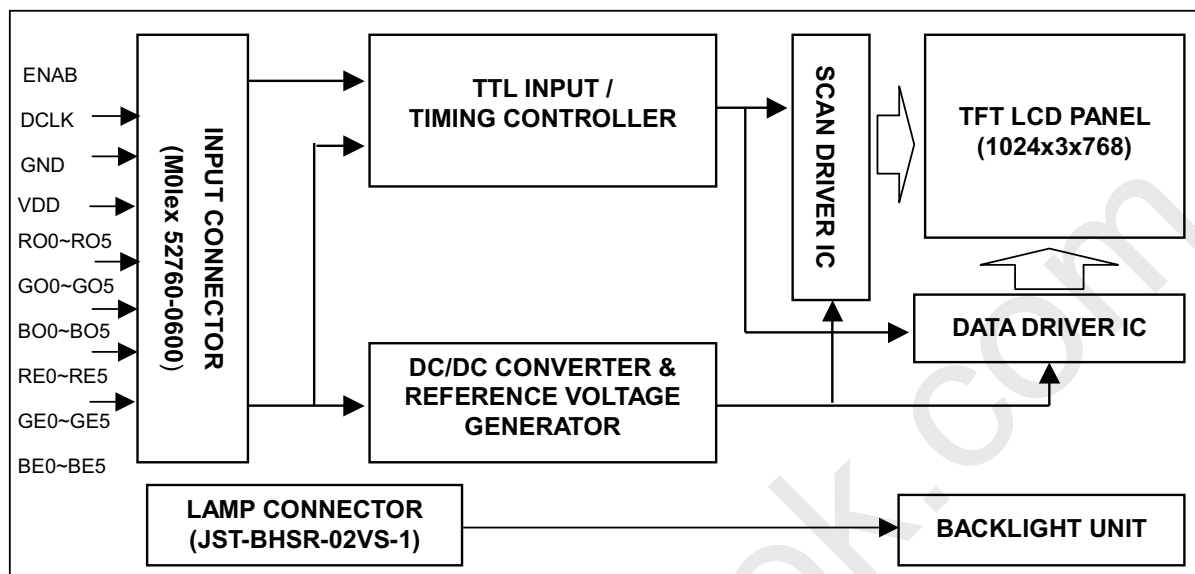 ENAB
DCLK
GND
VDD
RO0~RO5
GO0~GO5
BO0~BO5
RE0~RE5
GE0~GE5
BE0~BE5
INPUT CONNECTOR
(M0lex 52760-0600)
TTL INPUT /
TIMING CONTROLLER
SCAN DRIVER IC
TFT LCD PANEL
(1024x3x768)
DATA DRIVER IC
DC/DC CONVERTER &
REFERENCE VOLTAGE
GENERATOR
LAMP CONNECTOR
(JST-BHSR-02VS-1)
BACKLIGHT UNIT
ok.com